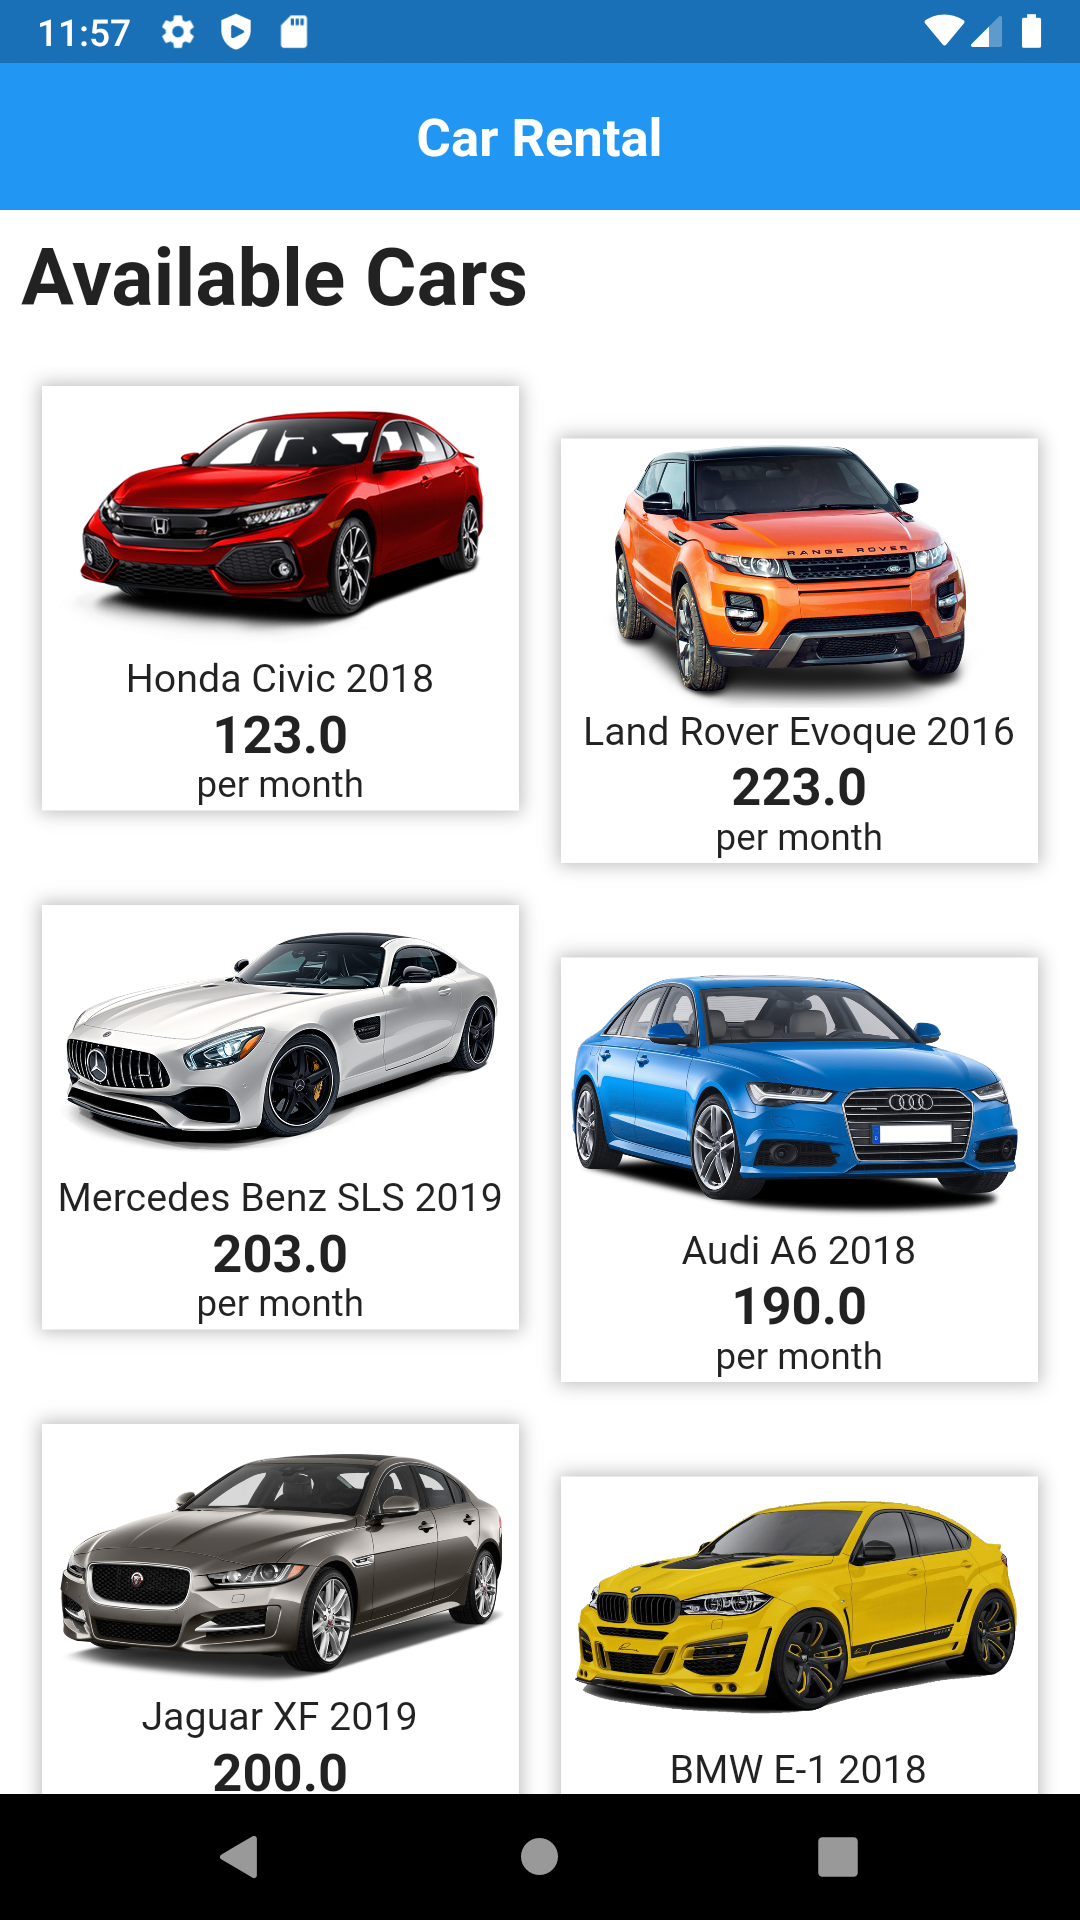 11:57
Car Rental
Available Cars
Honda Civic 2018
123.0
per month
RANGE ROVER
Land Rover Evoque 2016
223.0
per month
Mercedes Benz SLS 2019
203.0
per month
Audi A6 2018
190.0
per month
Jaguar XF 2019
200.0
BMW E-1 2018